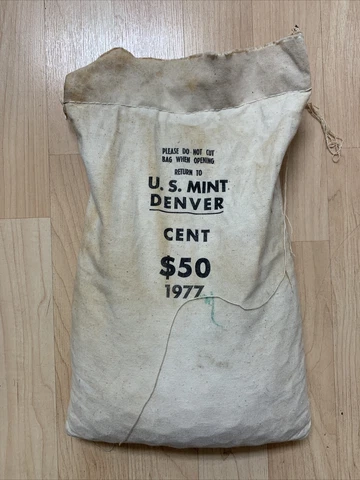 PLEASE DO NOT CUT
BAG WHEN OPENING
RETURN TO
U. S. MINT
DENVER
CENT
$50
1977